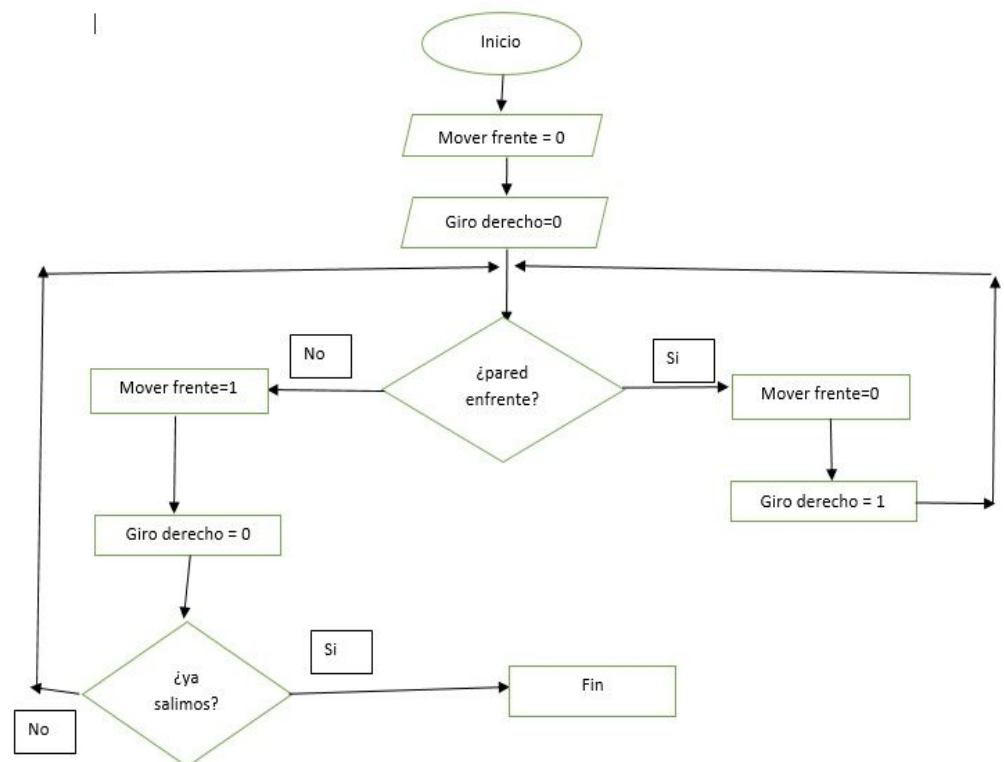 Inicio
Mover frente = 0
Giro derecho=0
¿pared
enfrente?
No
Si
Mover frente=1
Giro derecho = 0
Mover frente=0
Giro derecho = 1
¿ya
salimos?
Si
No
Fin